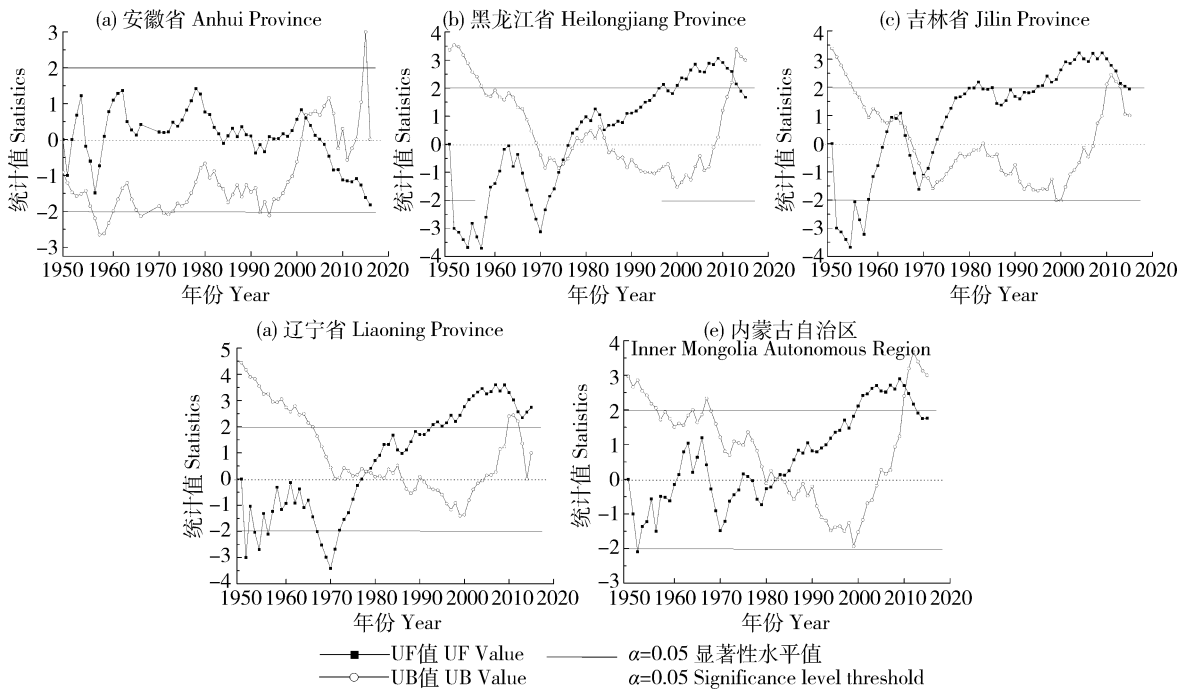 (a) 安徽省 Anhui Province
3
2
1
0
−1
−2
−3
统计值 Statistics
1950 1960 1970 1980 1990 2000 2010 2020
年份 Year
(b) 黑龙江省 Heilongjiang Province
4
3
2
1
0
−1
−2
−3
−4
统计值 Statistics
1950 1960 1970 1980 1990 2000 2010 2020
年份 Year
(c) 吉林省 Jilin Province
4
3
2
1
0
−1
−2
−3
−4
统计值 Statistics
1950 1960 1970 1980 1990 2000 2010 2020
年份 Year
(a) 辽宁省 Liaoning Province
5
4
3
2
1
0
−1
−2
−3
−4
统计值 Statistics
1950 1960 1970 1980 1990 2000 2010 2020
年份 Year
(e) 内蒙古自治区
Inner Mongolia Autonomous Region
4
3
2
1
0
−1
−2
−3
统计值 Statistics
1950 1960 1970 1980 1990 2000 2010 2020
年份 Year
UF值 UF Value
α=0.05 显著性水平值
UB值 UB Value
α=0.05 Significance level threshold